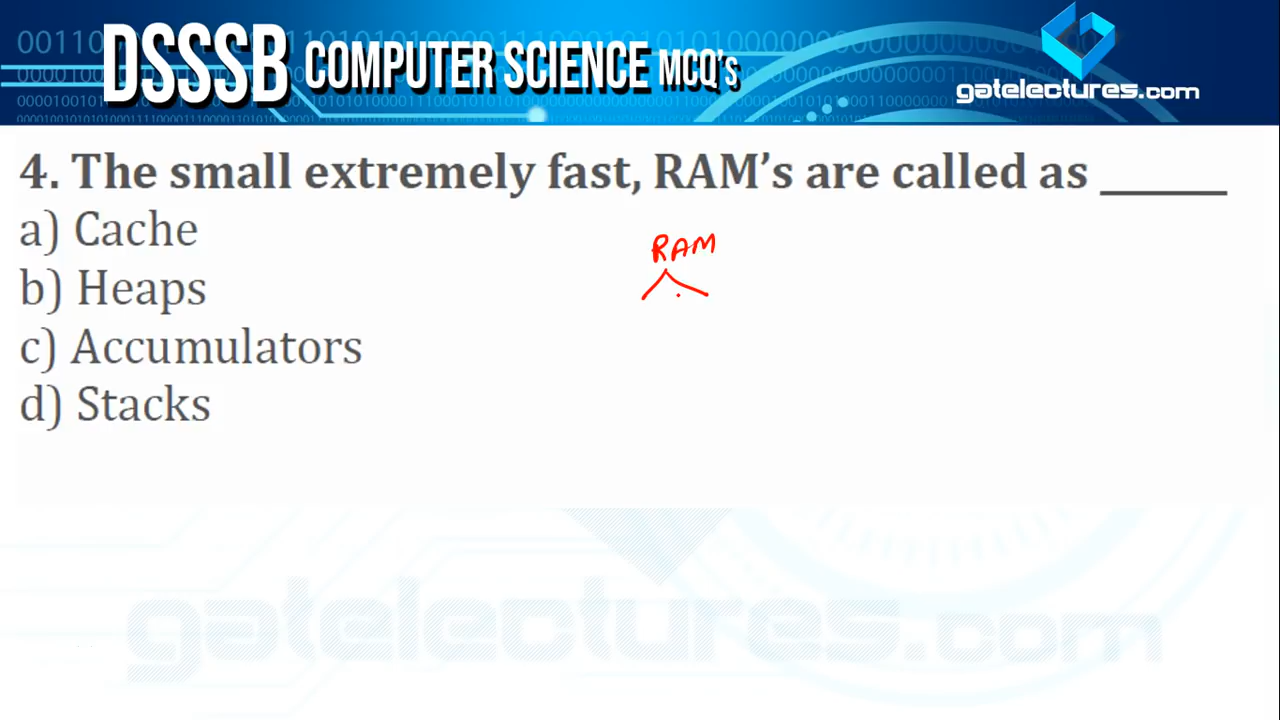 DSSSB COMPUTER SCIENCE MCQ'S
gatelectures.com
4. The small extremely fast, RAM's are called as ______
a) Cache
RAM
b) Heaps
c) Accumulators
d) Stacks
gatelectures.com